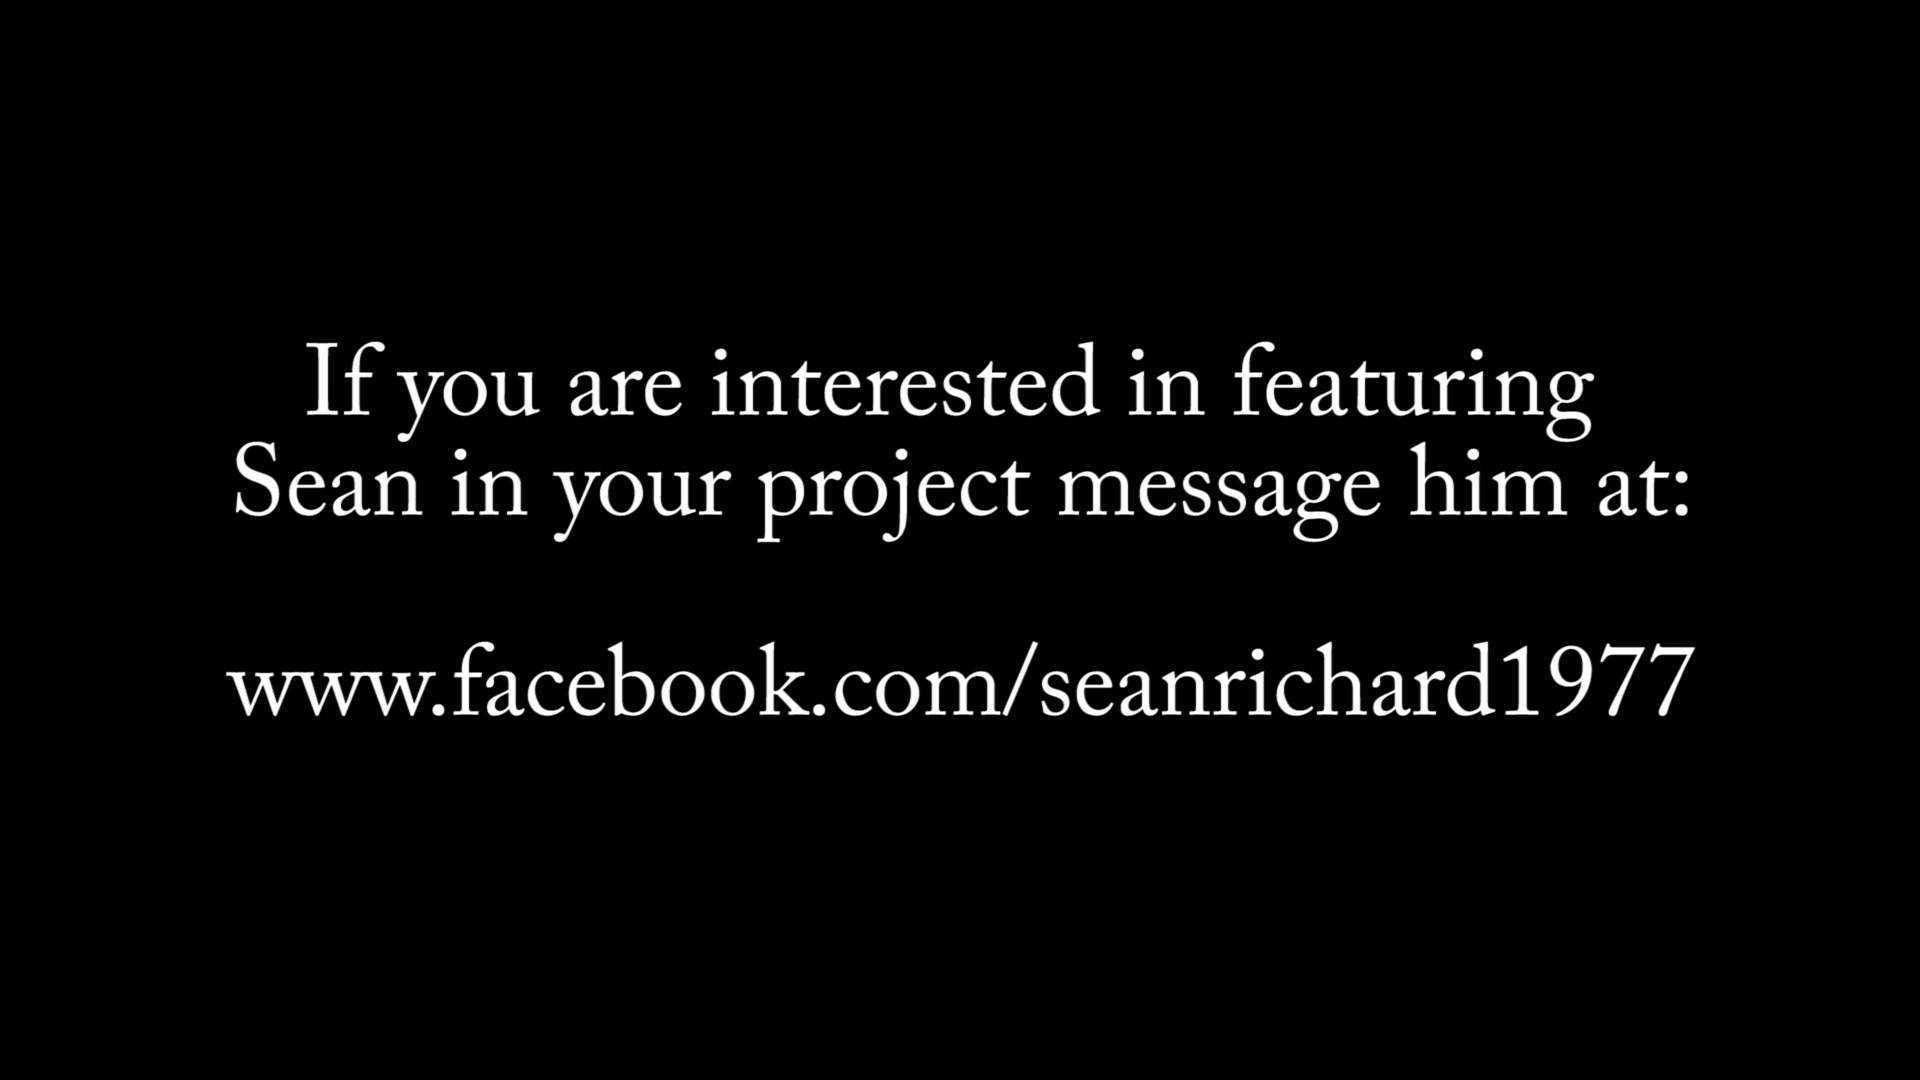 If you are interested in featuring
Sean in your project message him at:
www.facebook.com/seanrichard1977